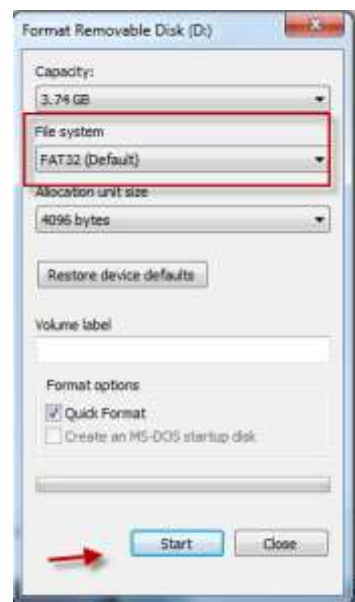 Format Removable Disk (D:)
Capacity:
3.74 GB
File system
FAT32 (Default)
Allocation unit size
4096 bytes
Restore device defaults
Volume label
Format options
Quick Format
Create an MS-DOS startup disk
Start
Close